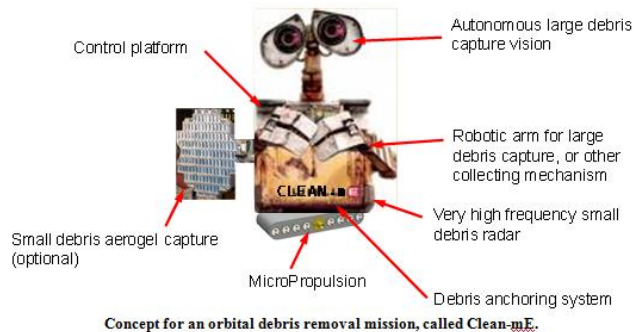 Autonomous large debris
capture vision
Control platform
Robotic arm for large
debris capture, or other
collecting mechanism
CLEAN-mE
Very high frequency small
debris radar
Small debris aerogel capture
(optional)
MicroPropulsion
Debris anchoring system
Concept for an orbital debris removal mission, called Clean-mE.